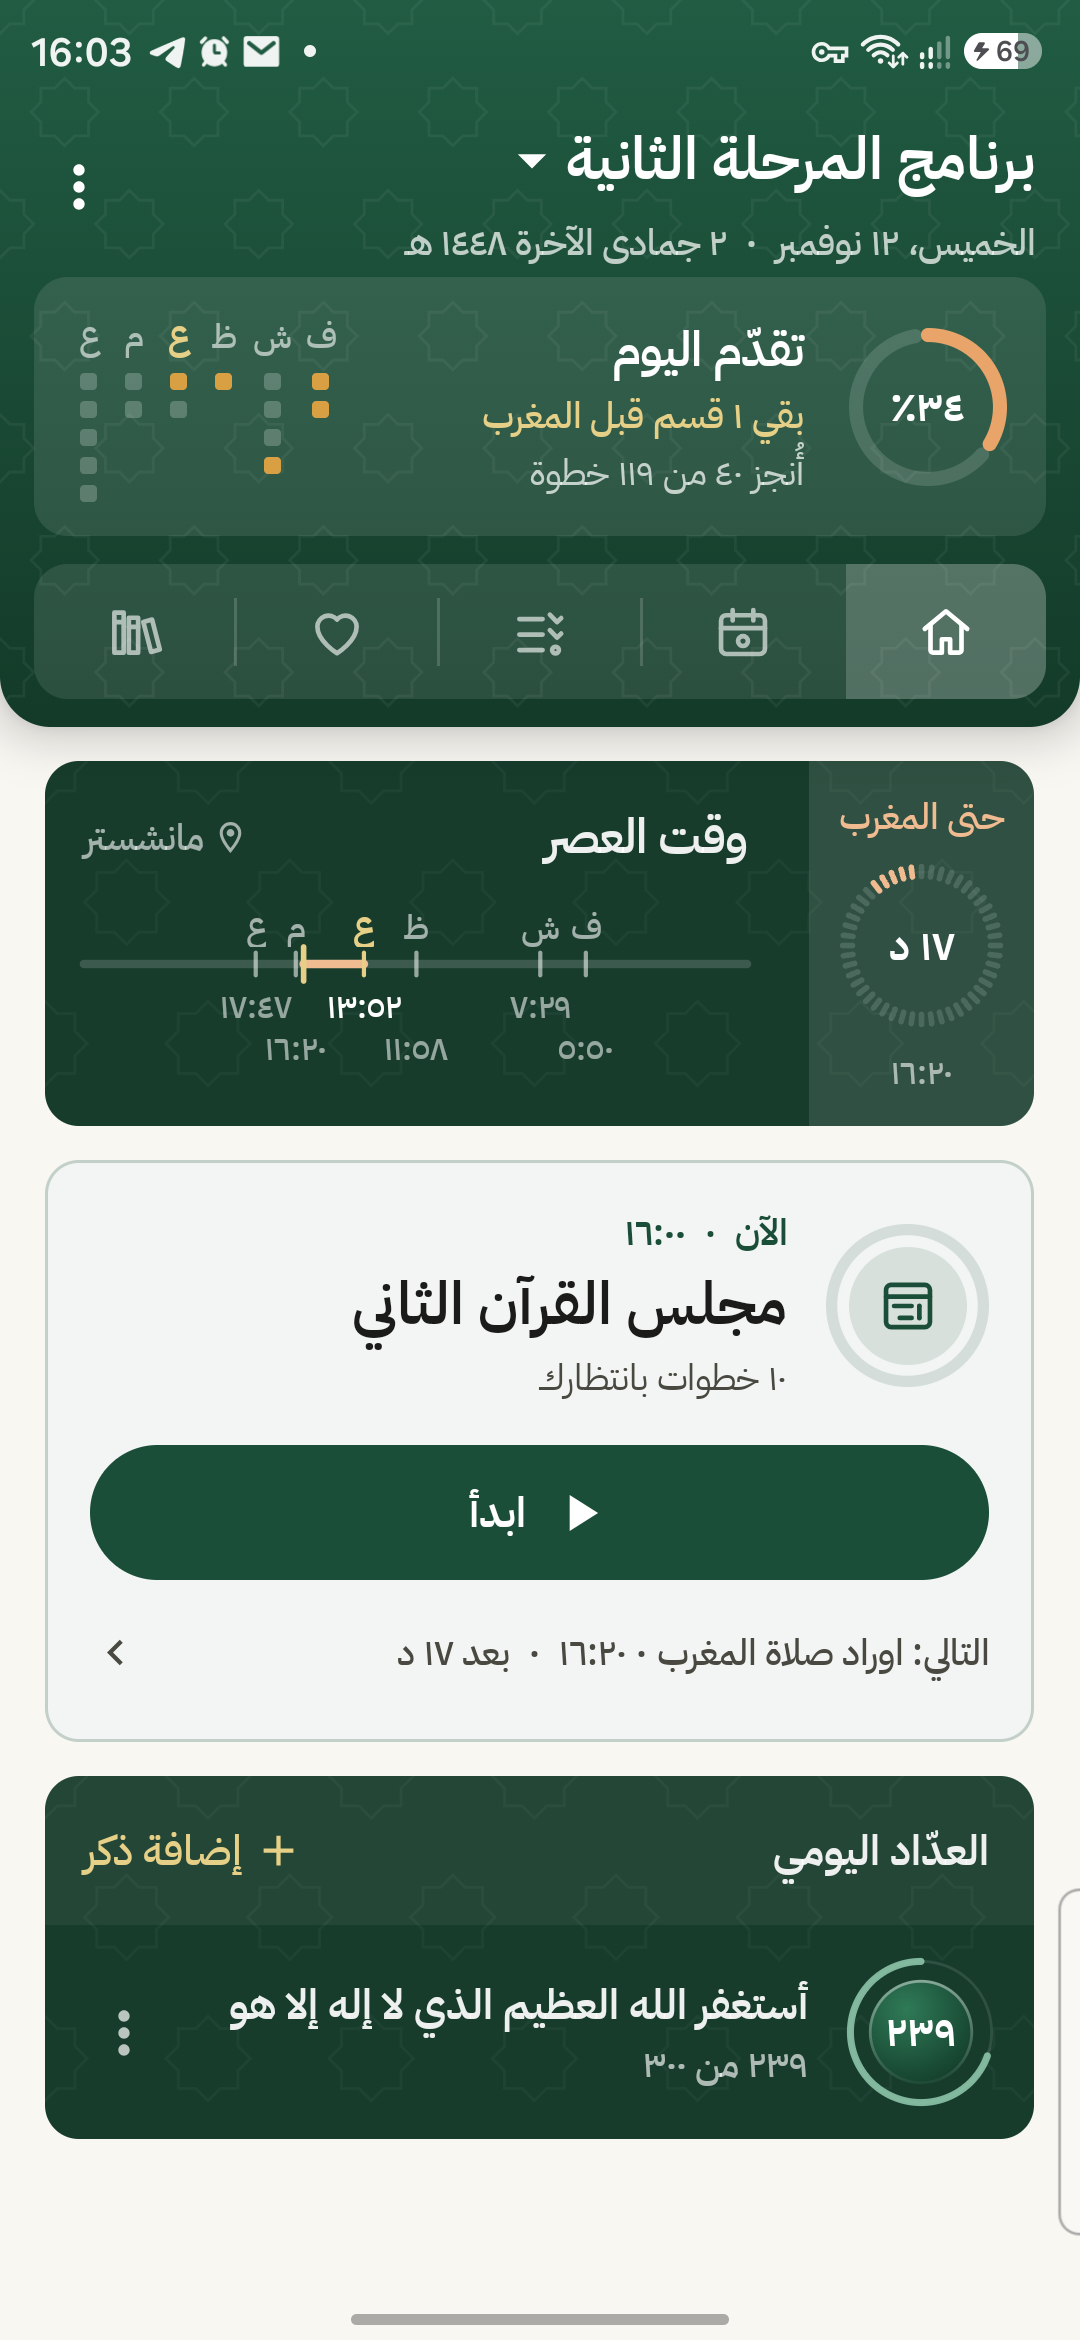 16:03
69
برنامج المرحلة الثانية
الخميس، ١٢ نوفمبر · ٢ جمادى الآخرة ١٤٤٨ هـ
٣٤٪
تقدّم اليوم
بقي ١ قسم قبل المغرب
أُنجز ٤٠ من ١١٩ خطوة
ف ش ظ ع م ع
حتى المغرب
١٧ د
١٦:٢٠
وقت العصر
مانشستر
ف ش ظ ع م ع
٧:٢٩ ١٣:٥٢ ١٧:٤٧
٥:٥٠ ١١:٥٨ ١٦:٢٠
الآن · ١٦:٠٠
مجلس القرآن الثاني
١٠ خطوات بانتظارك
ابدأ
التالي: اوراد صلاة المغرب · ١٦:٢٠ · بعد ١٧ د
العدّاد اليومي
إضافة ذكر
٢٣٩
أستغفر الله العظيم الذي لا إله إلا هو
٢٣٩ من ٣٠٠